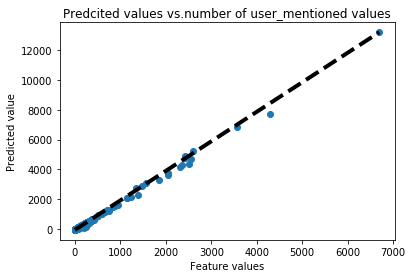 Predcited values vs.number of user_mentioned values
12000
10000
8000
6000
4000
2000
0
Predicted value
0 1000 2000 3000 4000 5000 6000 7000
Feature values